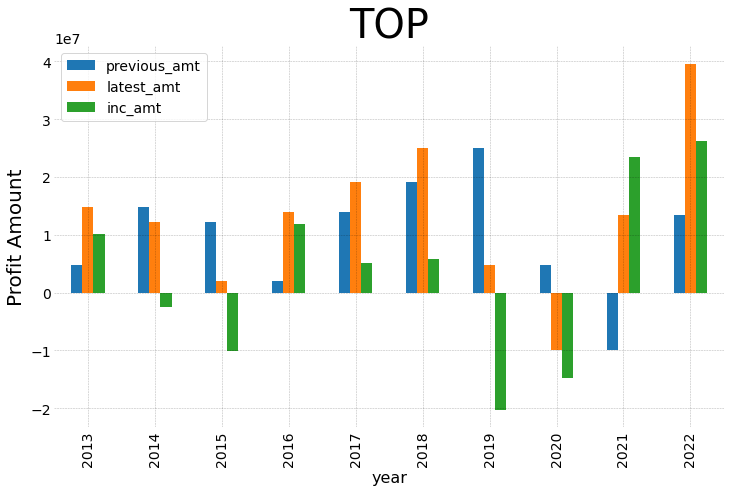 TOP
1e7
previous_amt
latest_amt
inc_amt
Profit Amount
4
3
2
1
0
−1
−2
2013
2014
2015
2016
2017
2018
2019
2020
2021
2022
year